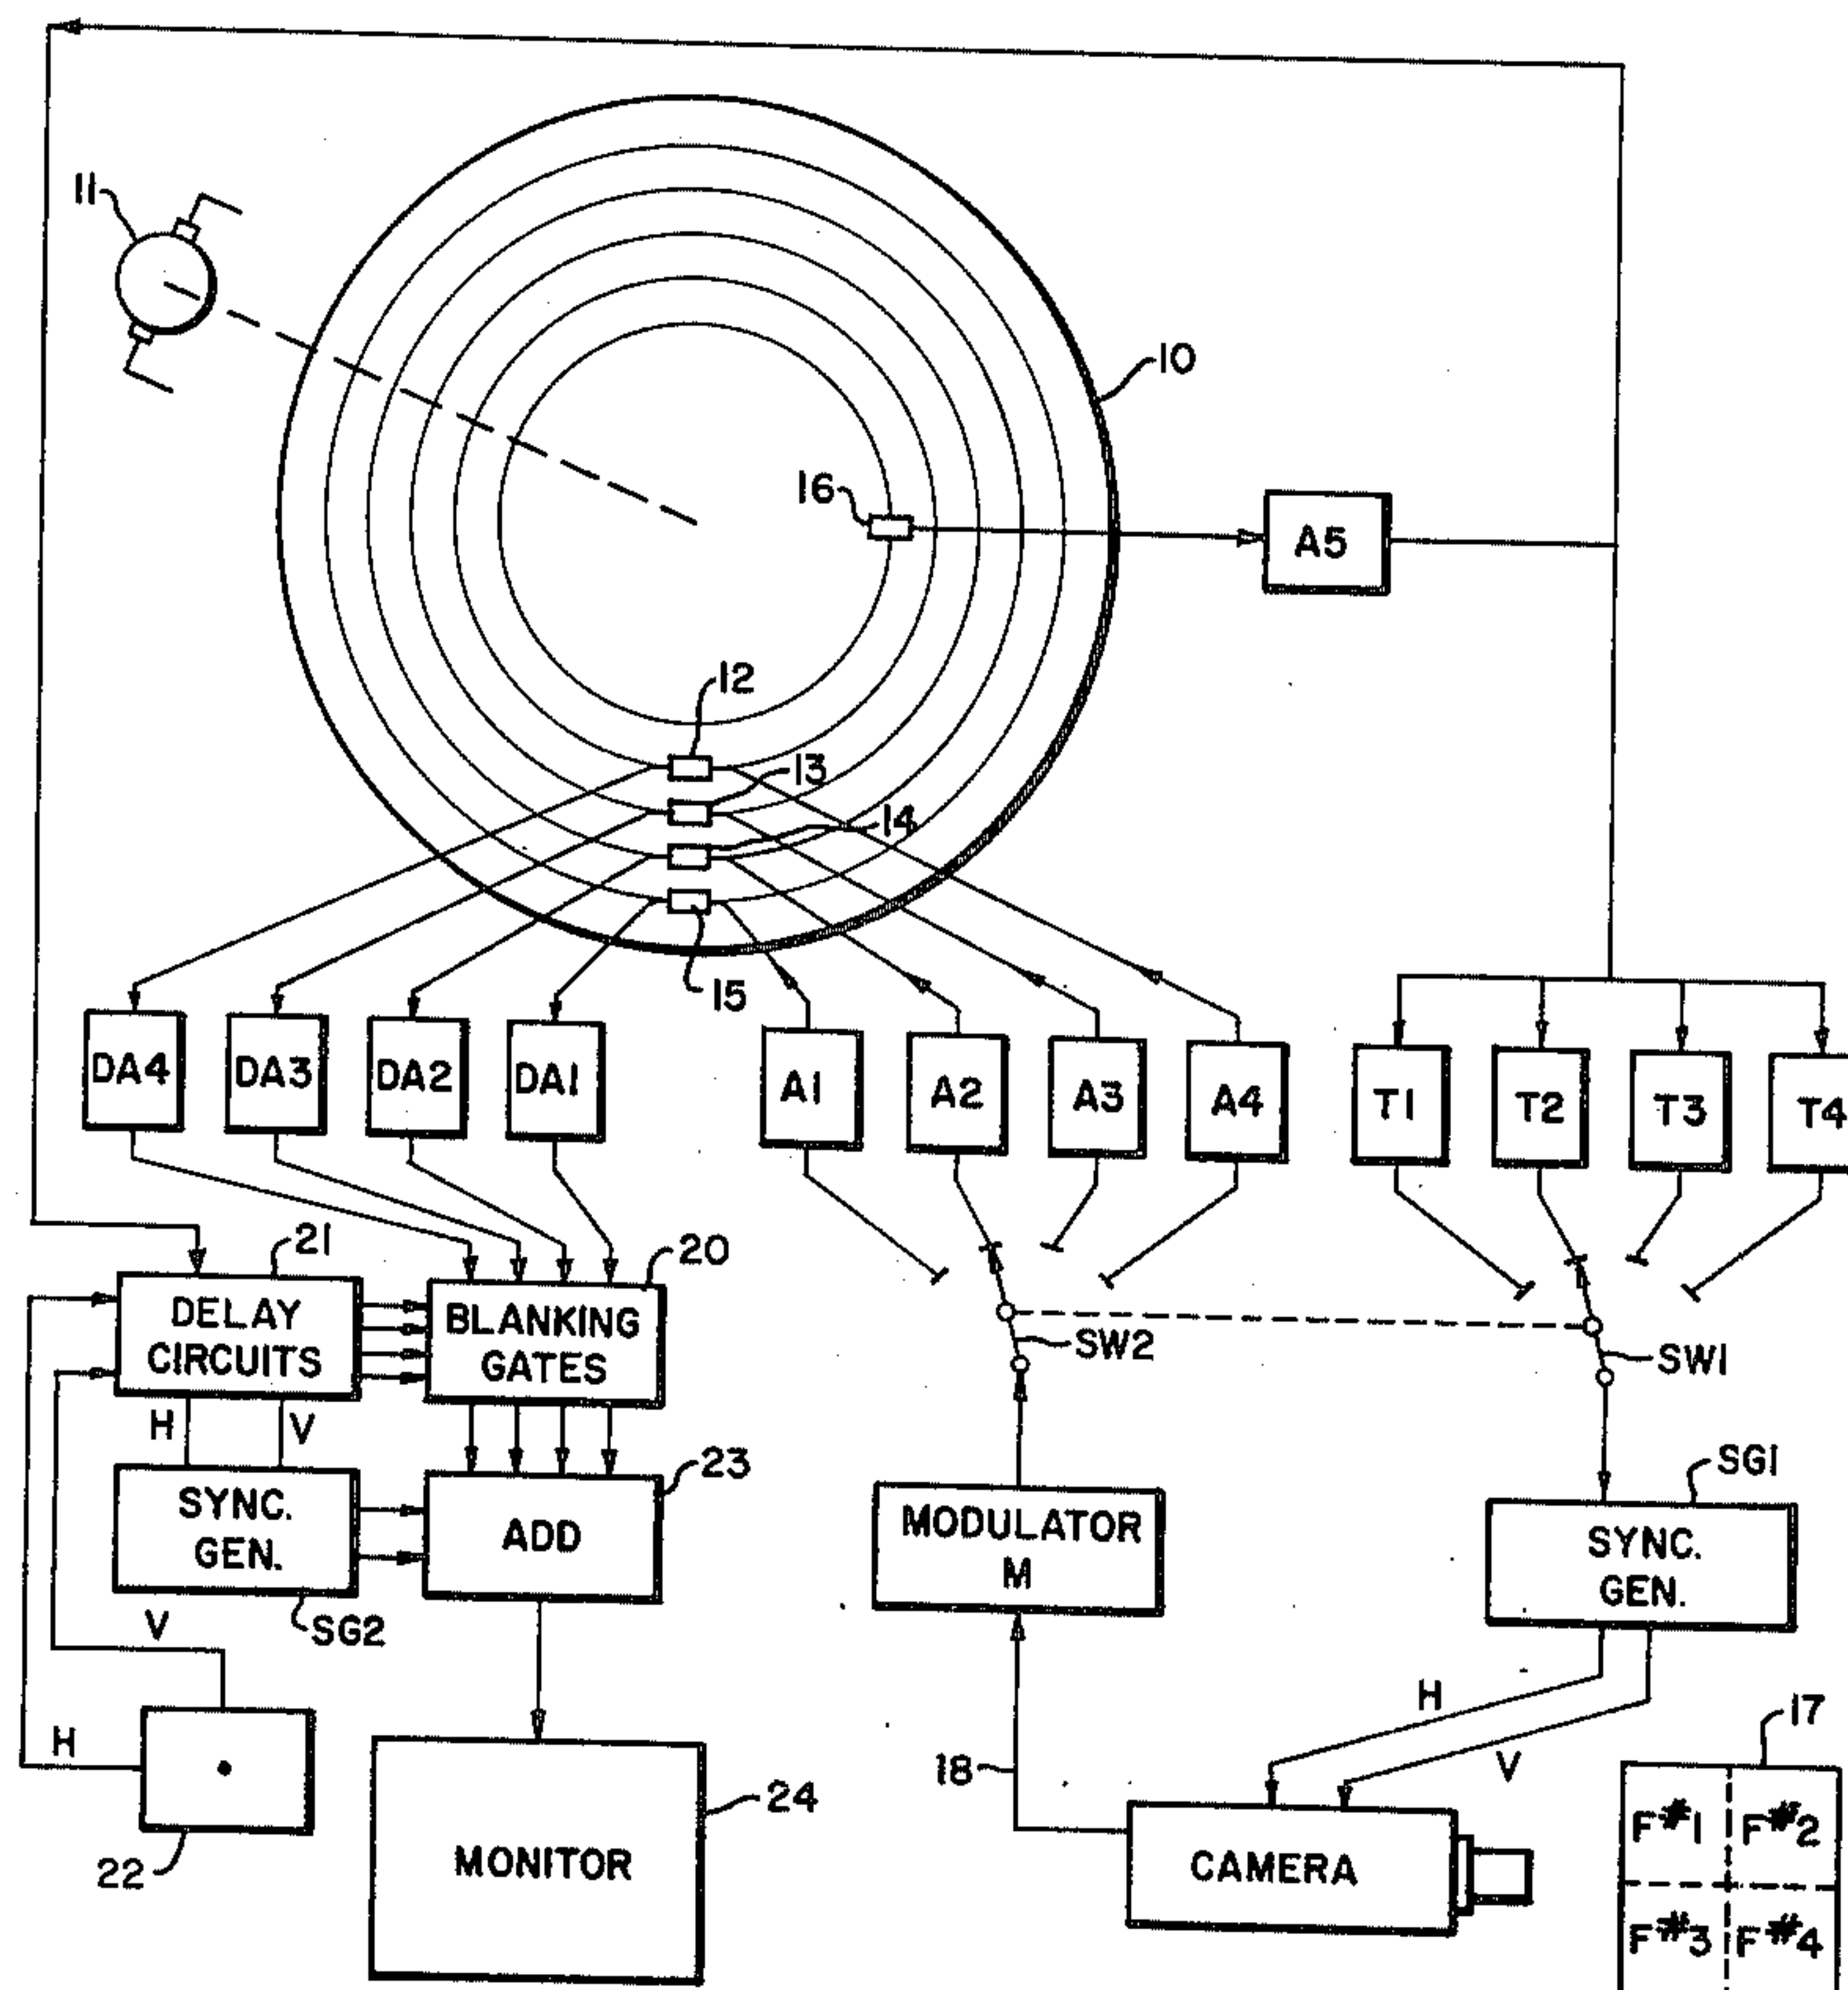 11
10
16
A5
12
13
14
15
DA4
DA3
DA2
DA1
A1
A2
A3
A4
T1
T2
T3
T4
21
20
DELAY
CIRCUITS
BLANKING
GATES
SW2
SW1
H
V
23
SG1
SYNC.
GEN.
ADD
MODULATOR
M
SYNC.
GEN.
V
SG2
H
H
V
17
22
24
18
MONITOR
CAMERA
F#1
F#2
F#3
F#4